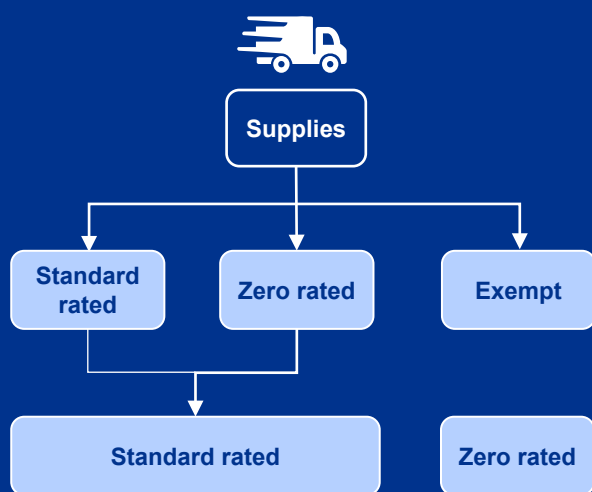 Supplies
Standard
rated
Zero rated
Exempt
Standard rated
Zero rated